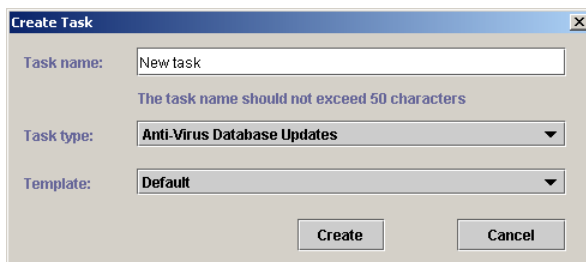 Create Task
Task name: New task
The task name should not exceed 50 characters
Task type: Anti-Virus Database Updates
Template: Default
Create Cancel